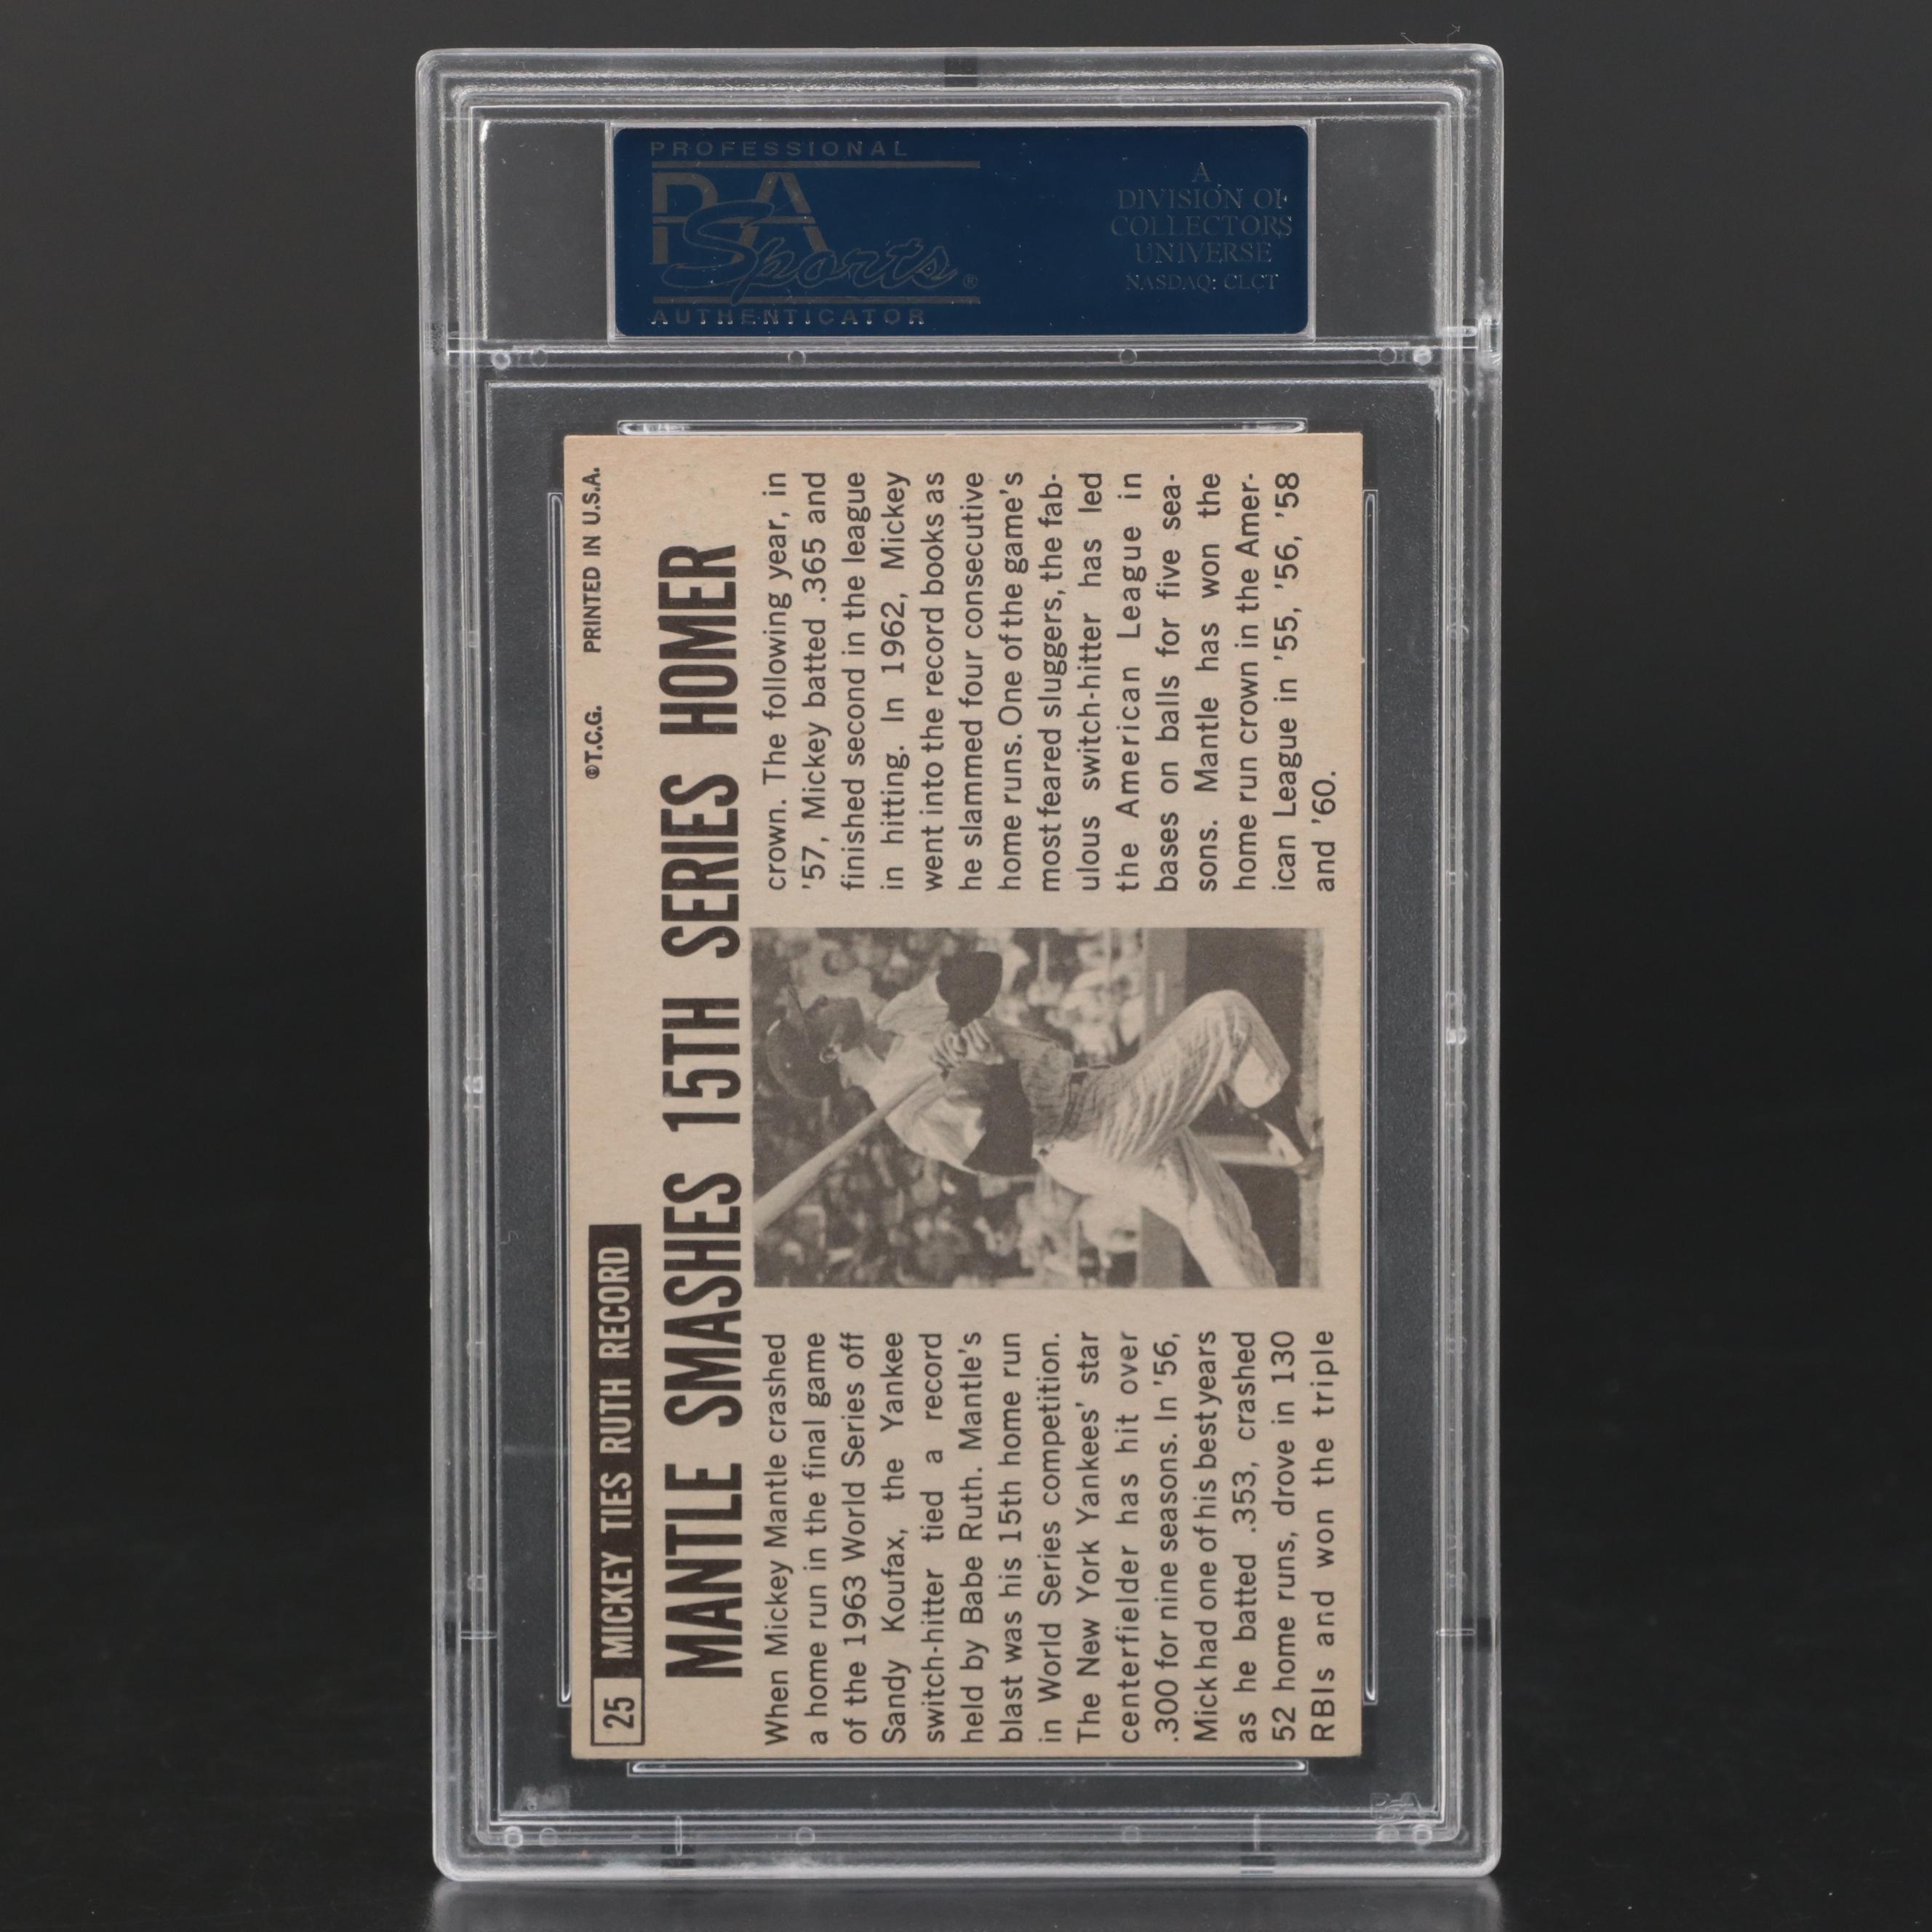 PROFESSIONAL
PSA
Sports®
AUTHENTICATOR
A
DIVISION OF
COLLECTORS
UNIVERSE
NASDAQ: CLCT
25 MICKEY TIES RUTH RECORD
©T.C.G. PRINTED IN U.S.A.
MANTLE SMASHES 15TH SERIES HOMER
When Mickey Mantle crashed
a home run in the final game
of the 1963 World Series off
Sandy Koufax, the Yankee
switch-hitter tied a record
held by Babe Ruth. Mantle's
blast was his 15th home run
in World Series competition.
The New York Yankees' star
centerfielder has hit over
.300 for nine seasons. In '56,
Mick had one of his best years
as he batted .353, crashed
52 home runs, drove in 130
RBIs and won the triple
crown. The following year, in
'57, Mickey batted .365 and
finished second in the league
in hitting. In 1962, Mickey
went into the record books as
he slammed four consecutive
home runs. One of the game's
most feared sluggers, the fab-
ulous switch-hitter has led
the American League in
bases on balls for five sea-
sons. Mantle has won the
home run crown in the Amer-
ican League in '55, '56, '58
and '60.
PSA